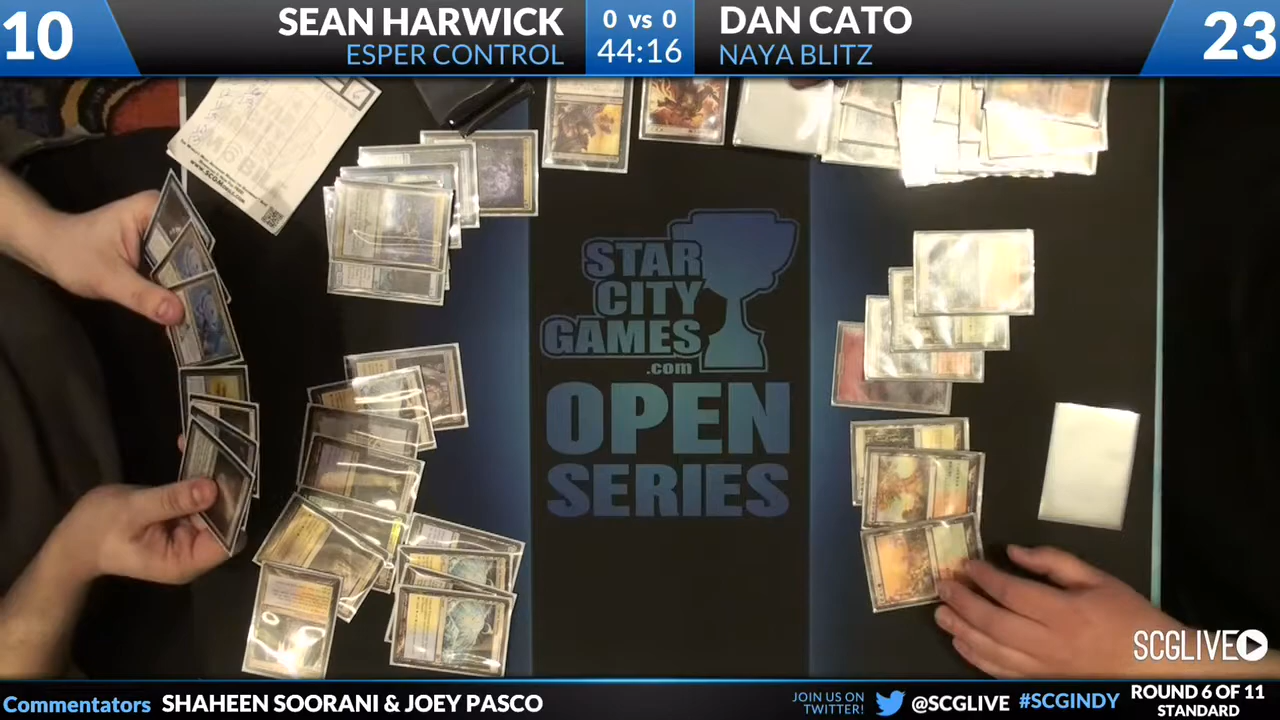 10
SEAN HARWICK
ESPER CONTROL
0 vs 0
44:16
DAN CATO
NAYA BLITZ
23
STAR
CITY
GAMES
.com
OPEN
SERIES
SCGLIVE
Commentators SHAHEEN SOORANI & JOEY PASCO
JOIN US ON
TWITTER!
@SCGLIVE #SCGINDY
ROUND 6 OF 11
STANDARD